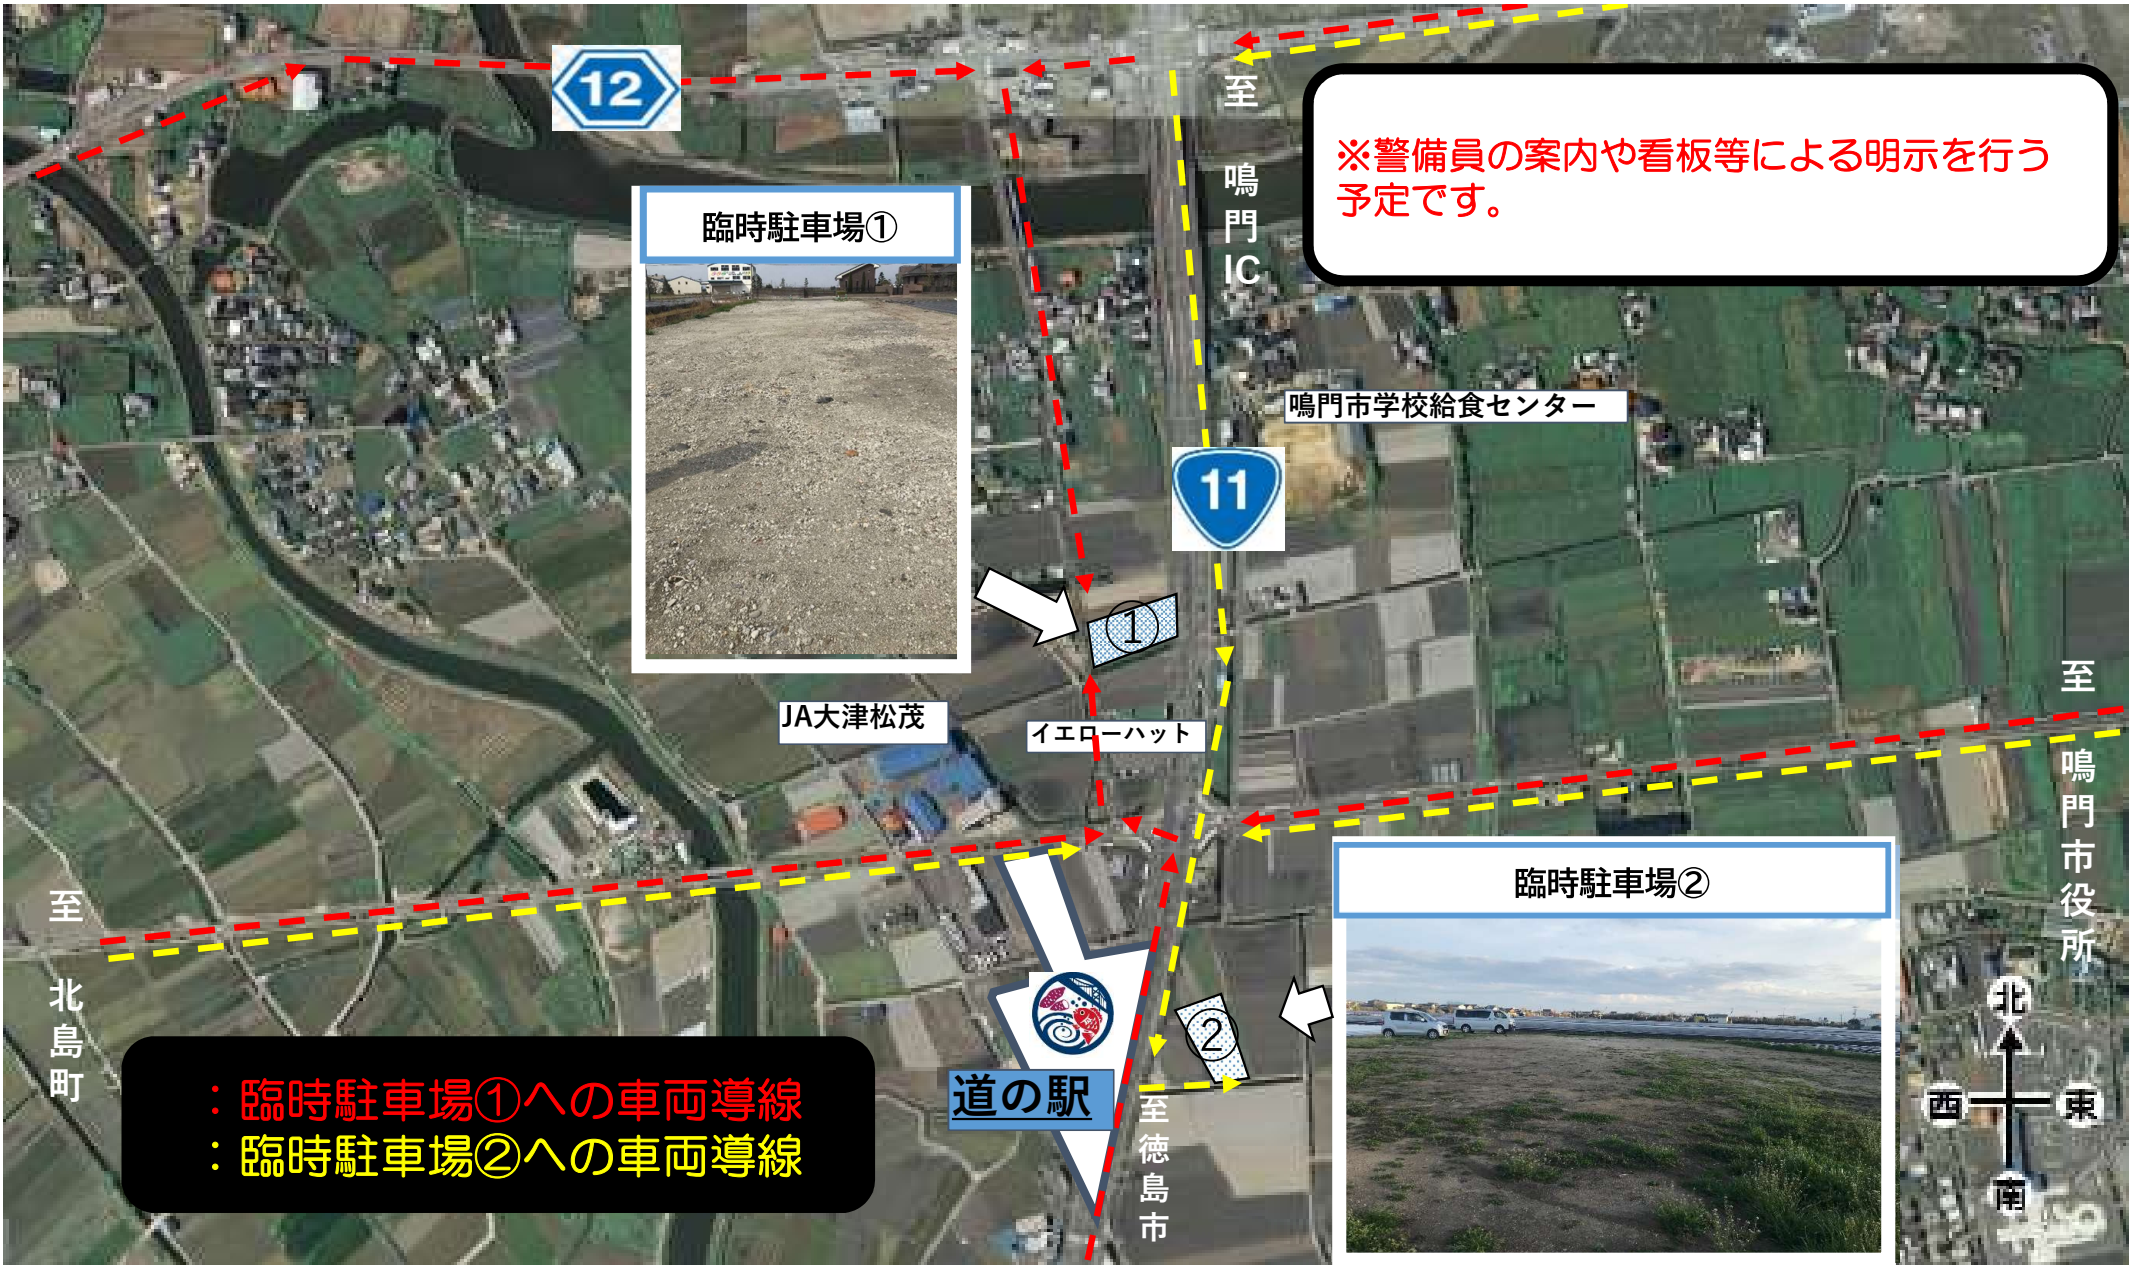 12
至 鳴門IC
※警備員の案内や看板等による明示を行う
予定です。
臨時駐車場①
鳴門市学校給食センター
11
①
至 鳴門市役所
JA大津松茂
イエローハット
臨時駐車場②
至 北島町
②
道の駅
：臨時駐車場①への車両導線
：臨時駐車場②への車両導線
至徳島市
北
西
東
南